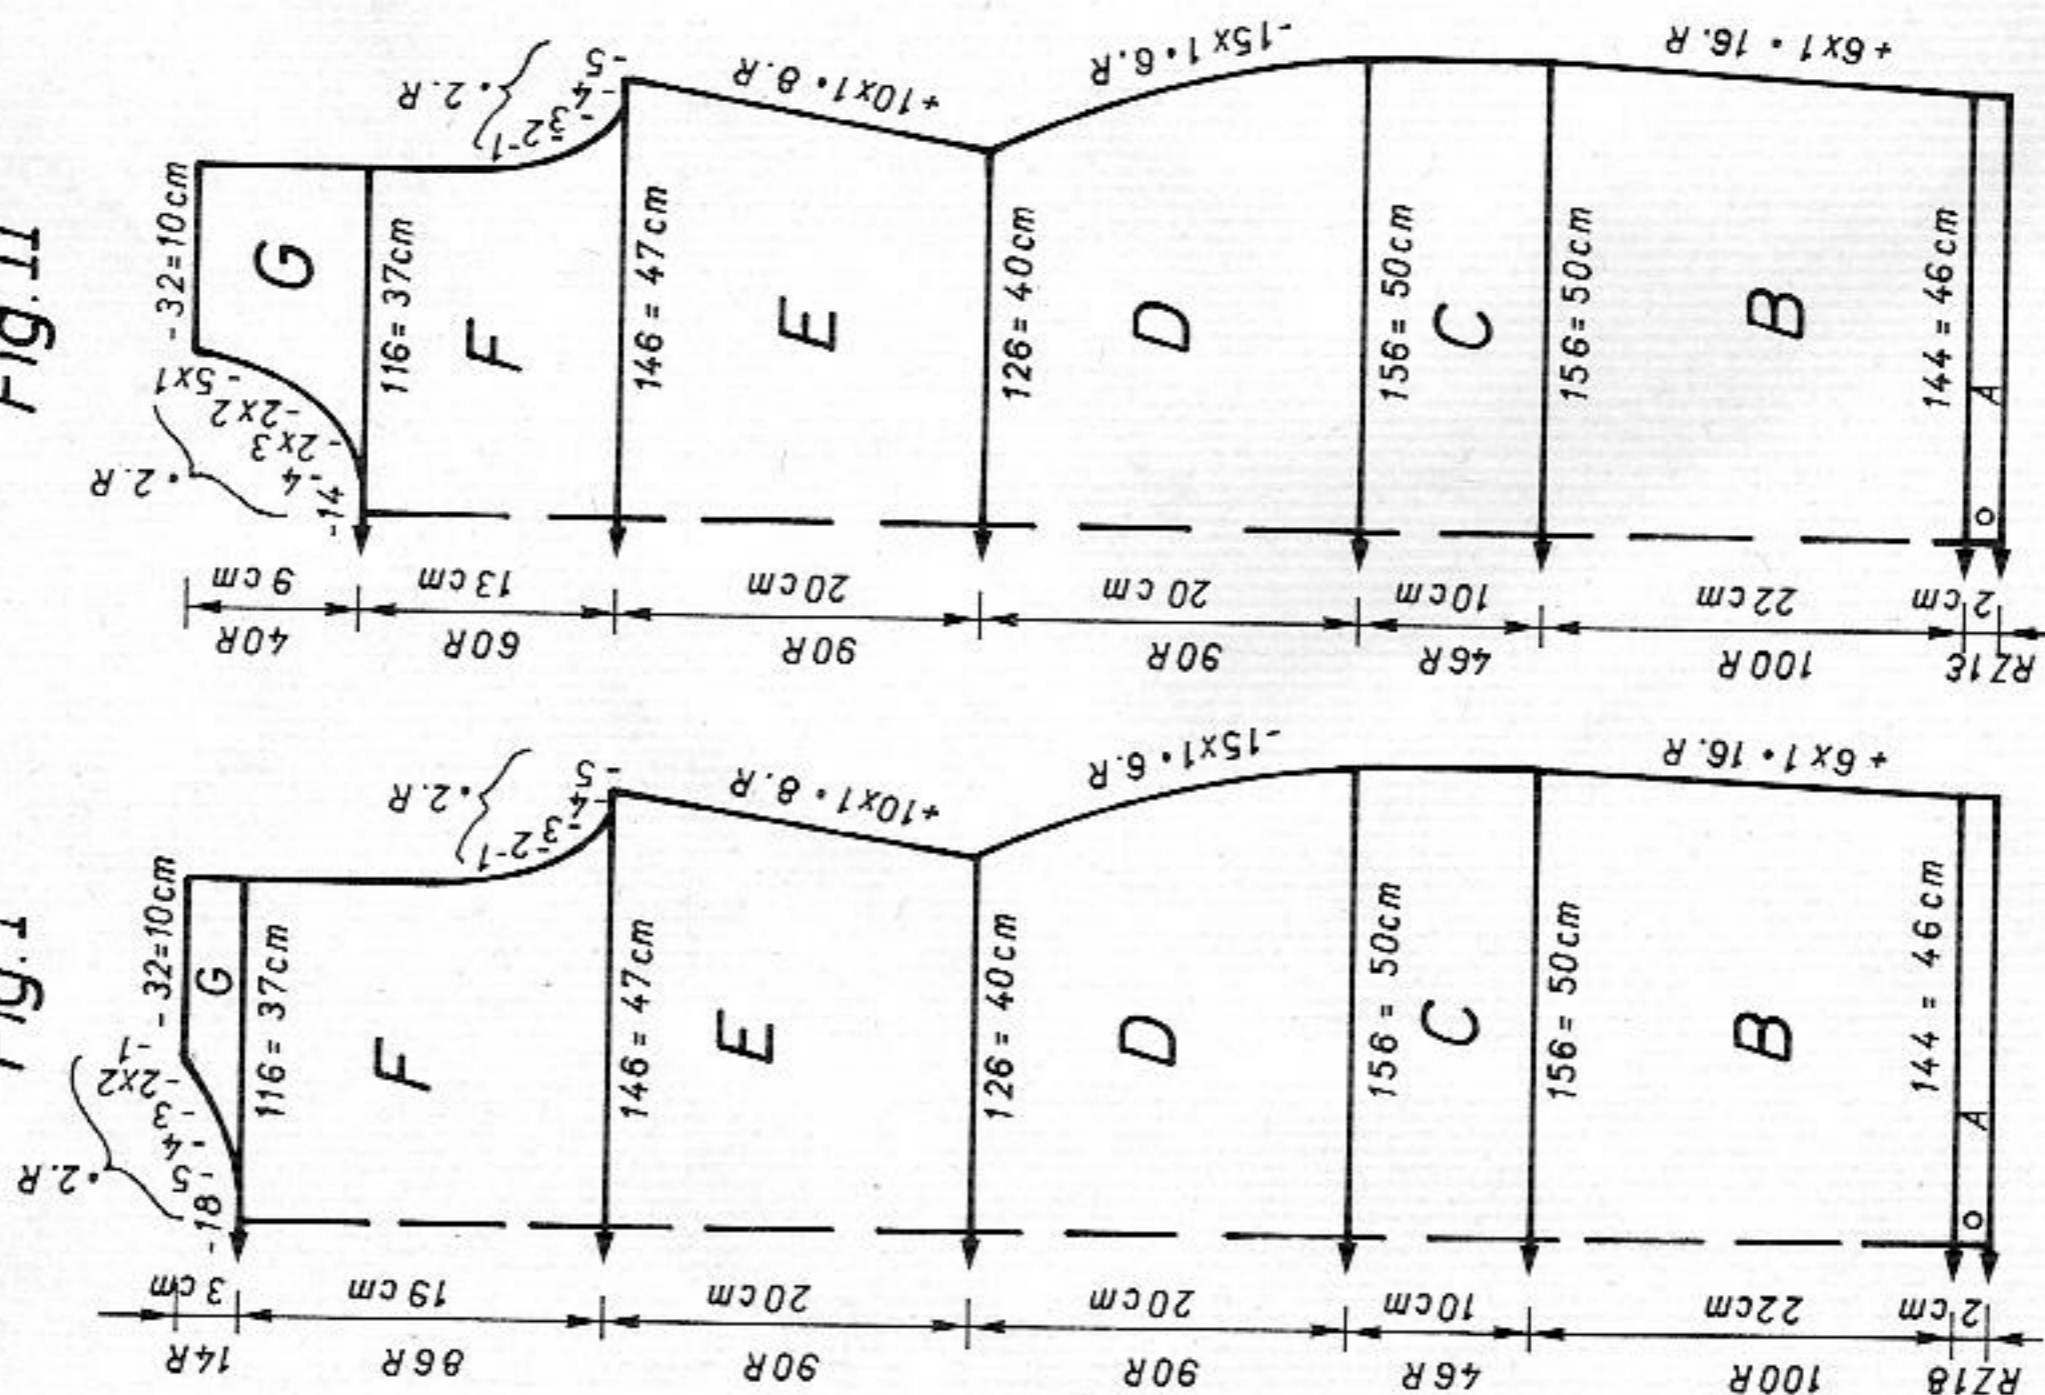 Fig.II
- 32=10cm
G
-5x1
-2x2
-2x3
-4
-14
•2.R
116= 37cm
F
-1
-2
-3
-4
-5
•2.R
146= 47cm
E
+10x1•8.R
126= 40cm
D
-15x1•6.R
156= 50cm
C
156= 50cm
B
+6x1•16.R
144 = 46cm
A
O
9cm
13cm
20cm
20cm
10cm
22cm
2cm
40R
60R
90R
90R
46R
100R
Fig.I
- 32=10cm
G
-1
-2x2
-3
-4
-5
-18
•2.R
116= 37cm
F
-1
-2
-3
-4
-5
•2.R
146= 47cm
E
+10x1•8.R
126= 40cm
D
-15x1•6.R
156= 50cm
C
156= 50cm
B
+6x1•16.R
144 = 46cm
A
O
3cm
19cm
20cm
20cm
10cm
22cm
2cm
14R
86R
90R
90R
46R
100R
RZ18